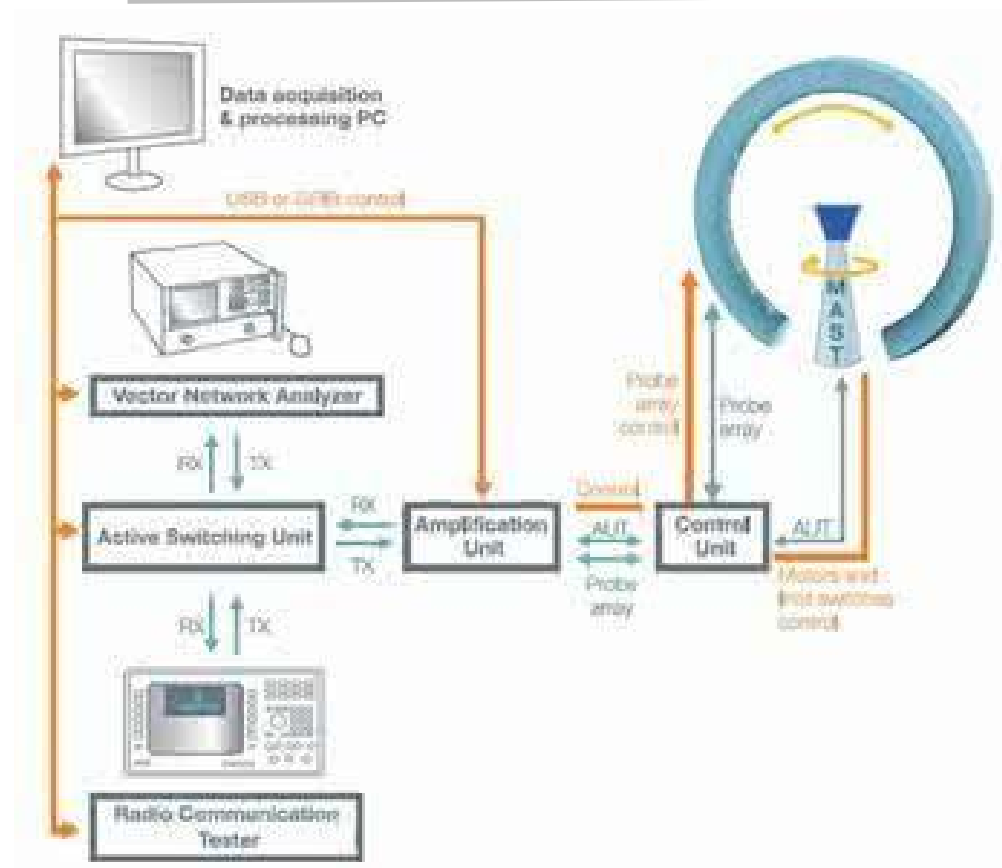 Data acquisition
& processing PC
USB or GPIB control
Vector Network Analyzer
RX
TX
Active Switching Unit
RX
TX
Amplification
Unit
Control
AUT
Probe
array
Control
Unit
Probe
array
control
Probe
array
MAST
AUT
Motors and
switches
control
RX
TX
Radio Communication
Tester